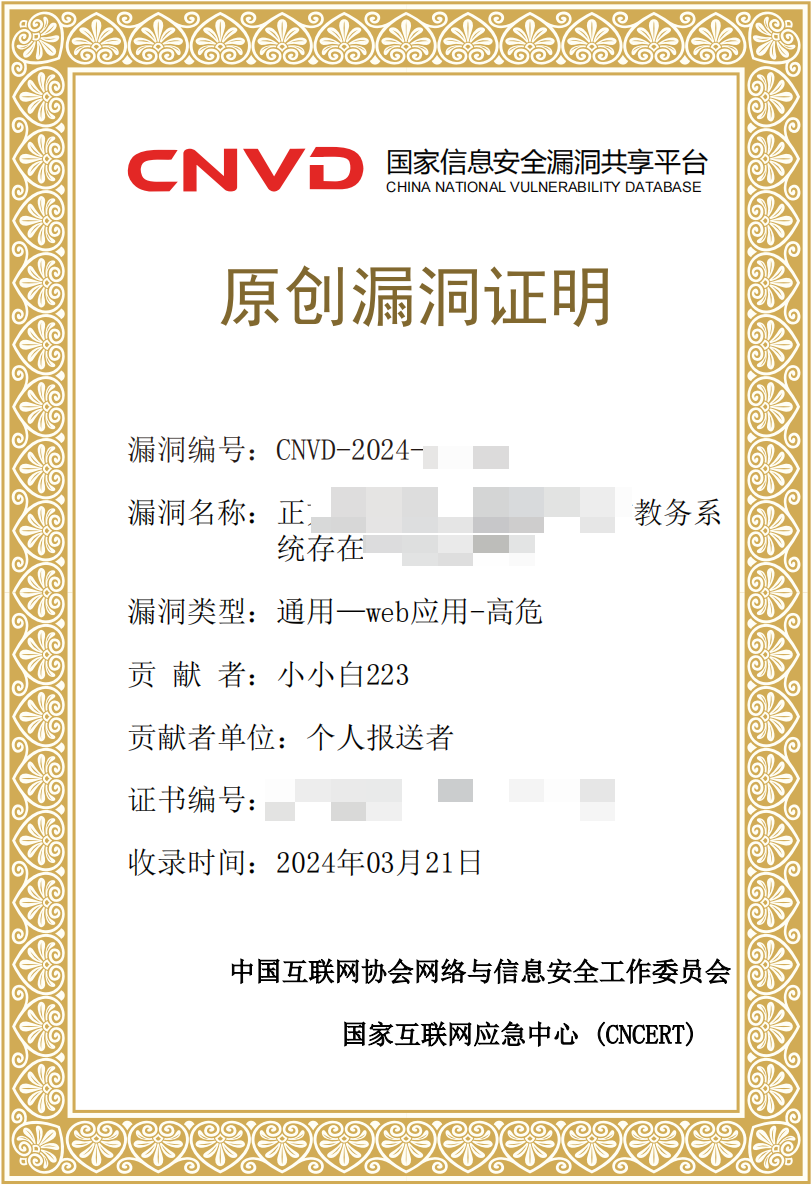 CNVD 国家信息安全漏洞共享平台
CHINA NATIONAL VULNERABILITY DATABASE
原创漏洞证明
漏洞编号：CNVD-2024-
漏洞名称：正 教务系
统存在
漏洞类型：通用—web应用-高危
贡 献 者：小小白223
贡献者单位：个人报送者
证书编号：
收录时间：2024年03月21日
中国互联网协会网络与信息安全工作委员会
国家互联网应急中心 (CNCERT)